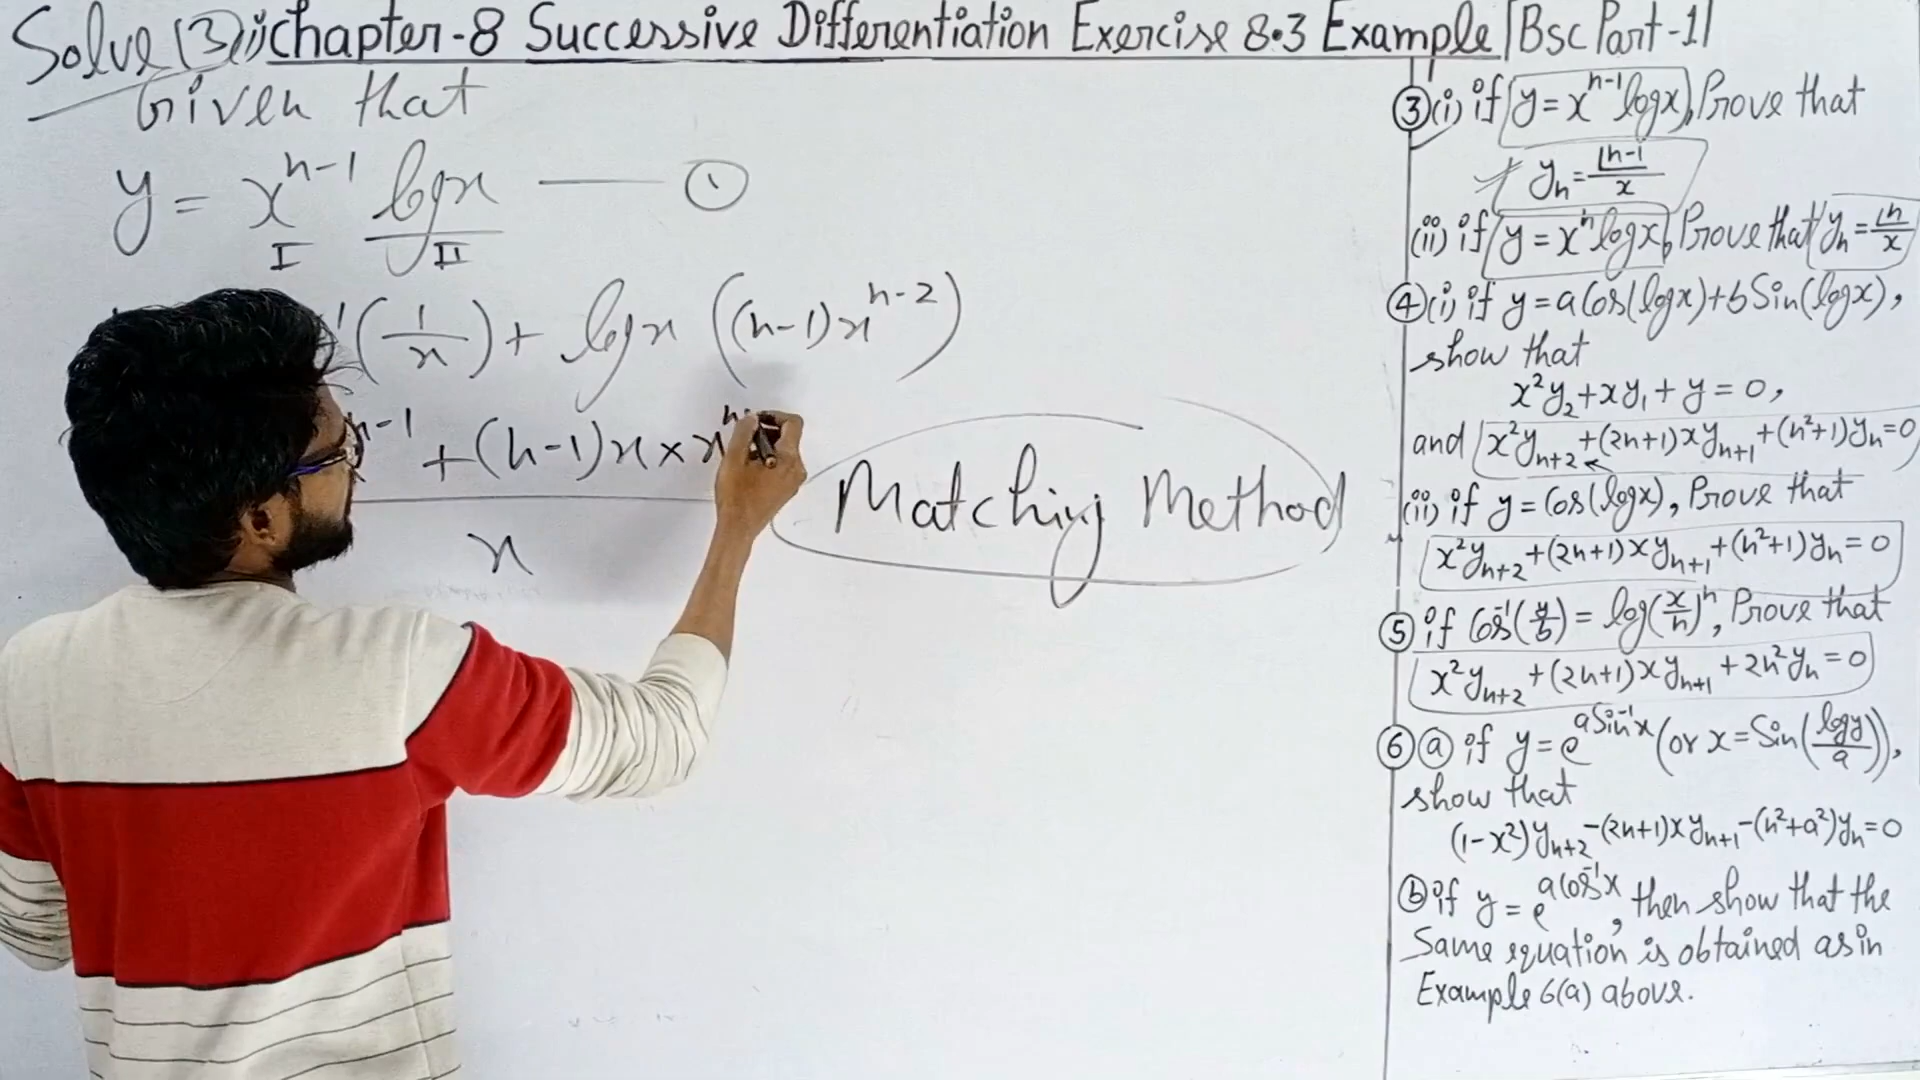 Solve (3)(i) Chapter-8 Successive Differentiation Exercise 8.3 Example |Bsc Part-1|
Given that
y = x^{n-1} logx —— ①
I II
(1/x) + logx ((n-1)x^{n-2})
n-1 + (n-1)x × x^n
x
Matching Method
③(i) if y = x^{n-1} logx, Prove that
y_n = ⌊n-1 / x
(ii) if y = x^n logx, Prove that y_n = ⌊n / x
④(i) if y = a Cos(logx) + b Sin(logx),
show that
x²y₂ + xy₁ + y = 0,
and x²y_{n+2} + (2n+1)xy_{n+1} + (n²+1)y_n = 0
(ii) if y = Cos(logx), Prove that
x²y_{n+2} + (2n+1)xy_{n+1} + (n²+1)y_n = 0
⑤ if Cos⁻¹(y/b) = log(x/n)^n, Prove that
x²y_{n+2} + (2n+1)xy_{n+1} + 2n²y_n = 0
⑥ⓐ if y = e^{a Sin⁻¹x} (or x = Sin(logy/a)),
show that
(1-x²)y_{n+2} - (2n+1)xy_{n+1} - (n²+a²)y_n = 0
ⓑ if y = e^{a Cos⁻¹x}, then show that the
Same equation is obtained as in
Example 6(a) above.